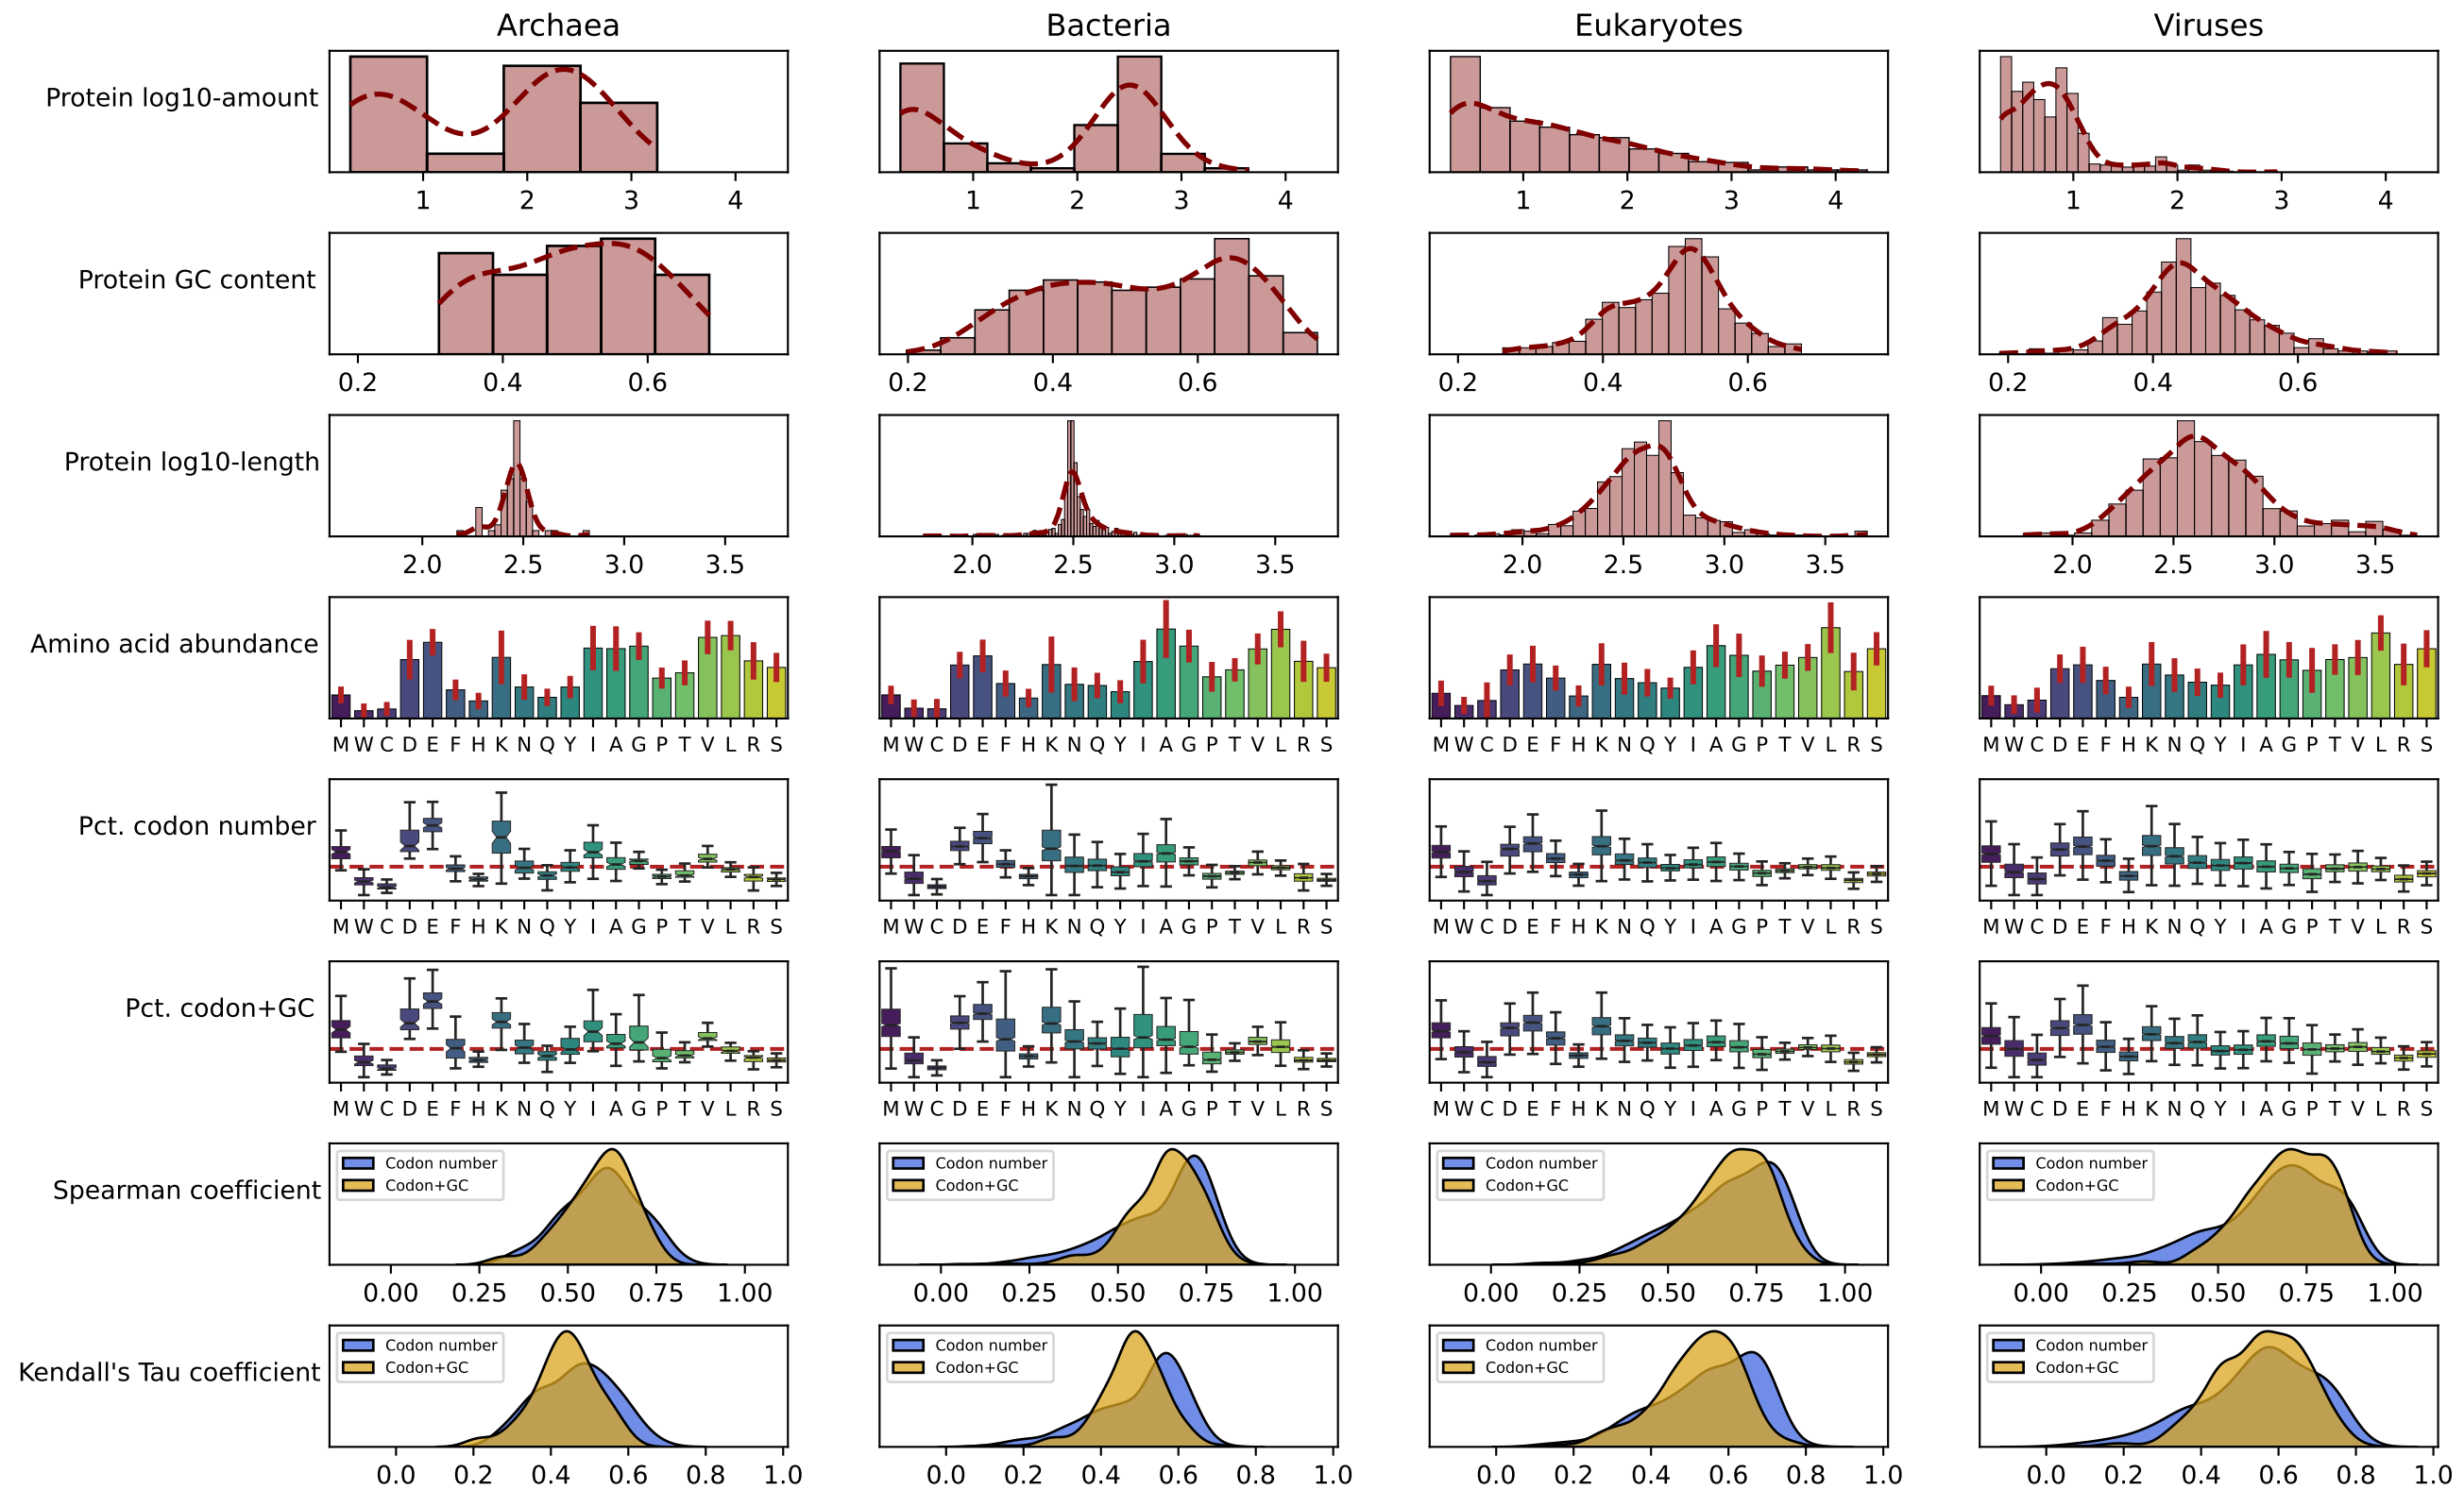 Archaea Bacteria Eukaryotes Viruses
Protein log10-amount
1 2 3 4 1 2 3 4 1 2 3 4 1 2 3 4
Protein GC content
0.2 0.4 0.6 0.2 0.4 0.6 0.2 0.4 0.6 0.2 0.4 0.6
Protein log10-length
2.0 2.5 3.0 3.5 2.0 2.5 3.0 3.5 2.0 2.5 3.0 3.5 2.0 2.5 3.0 3.5
Amino acid abundance
M W C D E F H K N Q Y I A G P T V L R S M W C D E F H K N Q Y I A G P T V L R S M W C D E F H K N Q Y I A G P T V L R S M W C D E F H K N Q Y I A G P T V L R S
Pct. codon number
M W C D E F H K N Q Y I A G P T V L R S M W C D E F H K N Q Y I A G P T V L R S M W C D E F H K N Q Y I A G P T V L R S M W C D E F H K N Q Y I A G P T V L R S
Pct. codon+GC
M W C D E F H K N Q Y I A G P T V L R S M W C D E F H K N Q Y I A G P T V L R S M W C D E F H K N Q Y I A G P T V L R S M W C D E F H K N Q Y I A G P T V L R S
Codon number Codon number Codon number Codon number
Spearman coefficient
Codon+GC Codon+GC Codon+GC Codon+GC
0.00 0.25 0.50 0.75 1.00 0.00 0.25 0.50 0.75 1.00 0.00 0.25 0.50 0.75 1.00 0.00 0.25 0.50 0.75 1.00
Codon number Codon number Codon number Codon number
Kendall's Tau coefficient
Codon+GC Codon+GC Codon+GC Codon+GC
0.0 0.2 0.4 0.6 0.8 1.0 0.0 0.2 0.4 0.6 0.8 1.0 0.0 0.2 0.4 0.6 0.8 1.0 0.0 0.2 0.4 0.6 0.8 1.0